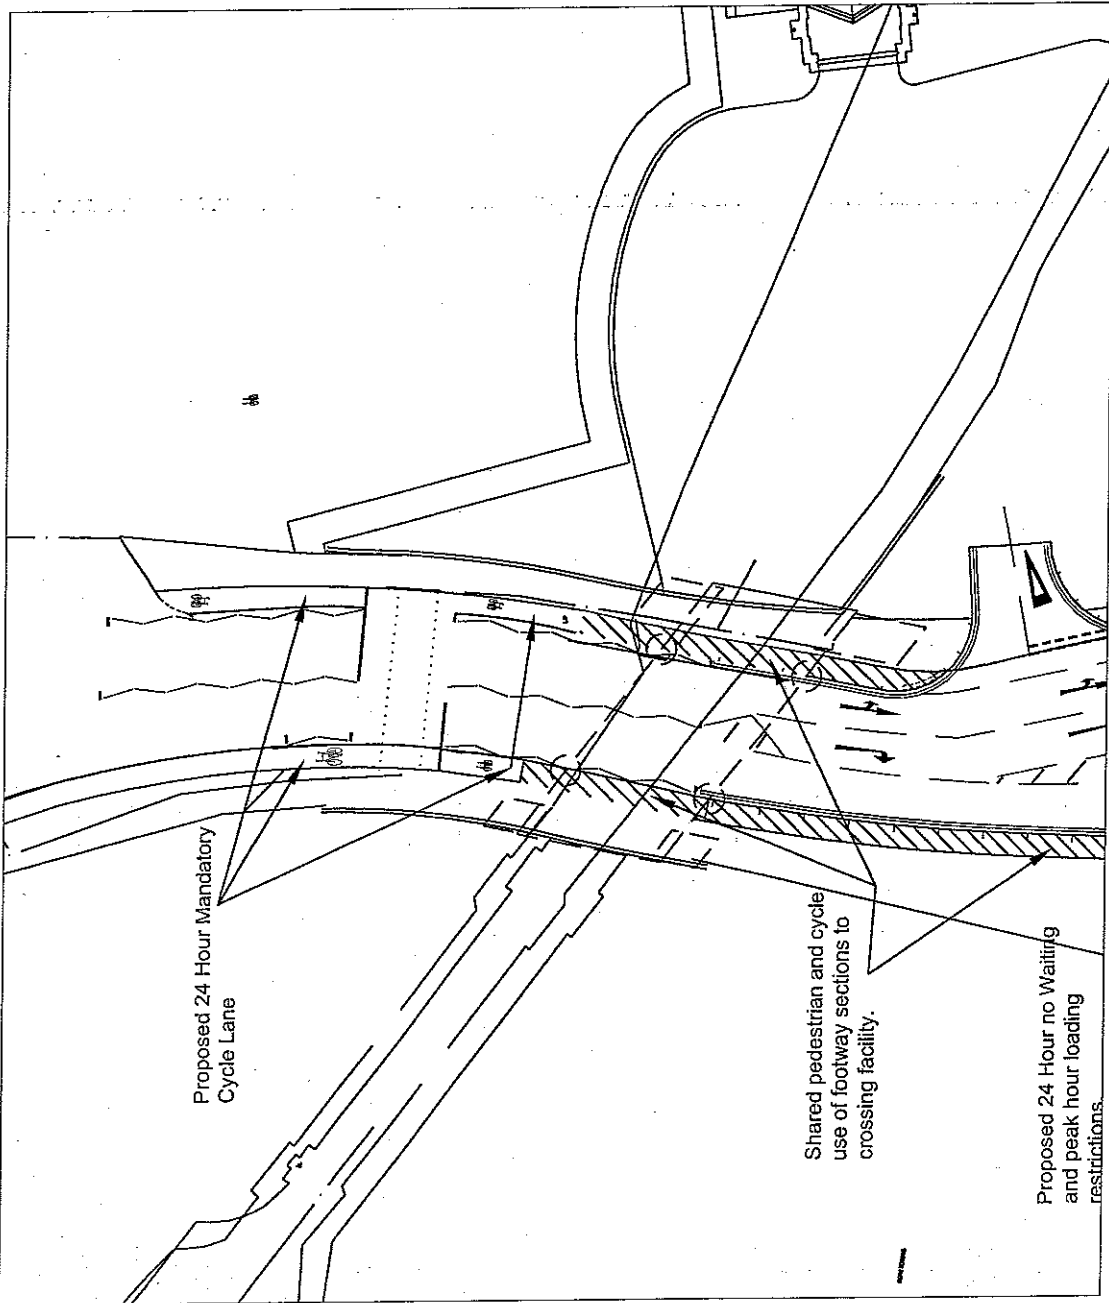 Proposed 24 Hour Mandatory
Cycle Lane
Shared pedestrian and cycle
use of footway sections to
crossing facility.
Proposed 24 Hour no Waiting
and peak hour loading
restrictions